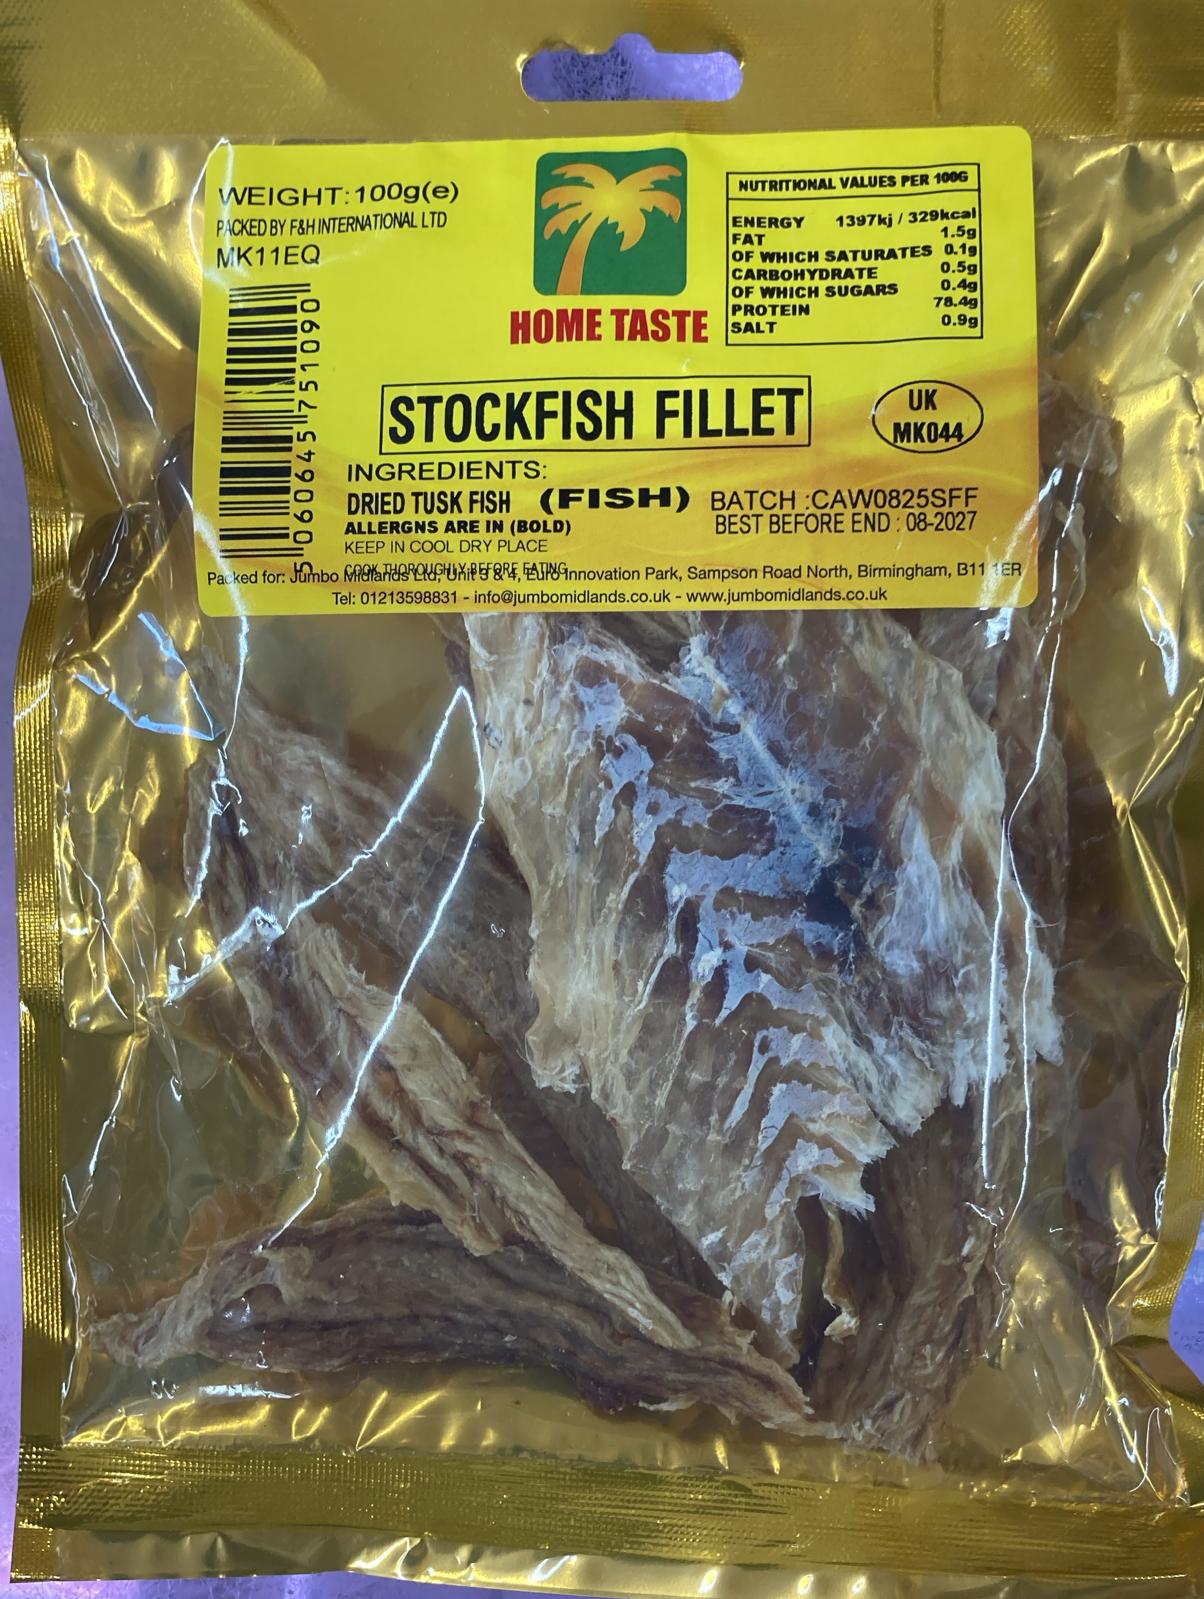 WEIGHT:100g(e)
PACKED BY F&H INTERNATIONAL LTD
MK11EQ
5060645751090
HOME TASTE
NUTRITIONAL VALUES PER 100G
ENERGY 1397kj / 329kcal
FAT 1.5g
OF WHICH SATURATES 0.1g
CARBOHYDRATE 0.5g
OF WHICH SUGARS 0.4g
PROTEIN 78.4g
SALT 0.9g
STOCKFISH FILLET
UK
MK044
INGREDIENTS:
DRIED TUSK FISH (FISH)
ALLERGNS ARE IN (BOLD)
KEEP IN COOL DRY PLACE
COOK THOROUGHLY BEFORE EATING
BATCH :CAW0825SFF
BEST BEFORE END : 08-2027
Packed for: Jumbo Midlands Ltd, Unit 3 & 4, Euro Innovation Park, Sampson Road North, Birmingham, B11 1ER
Tel: 01213598831 - info@jumbomidlands.co.uk - www.jumbomidlands.co.uk